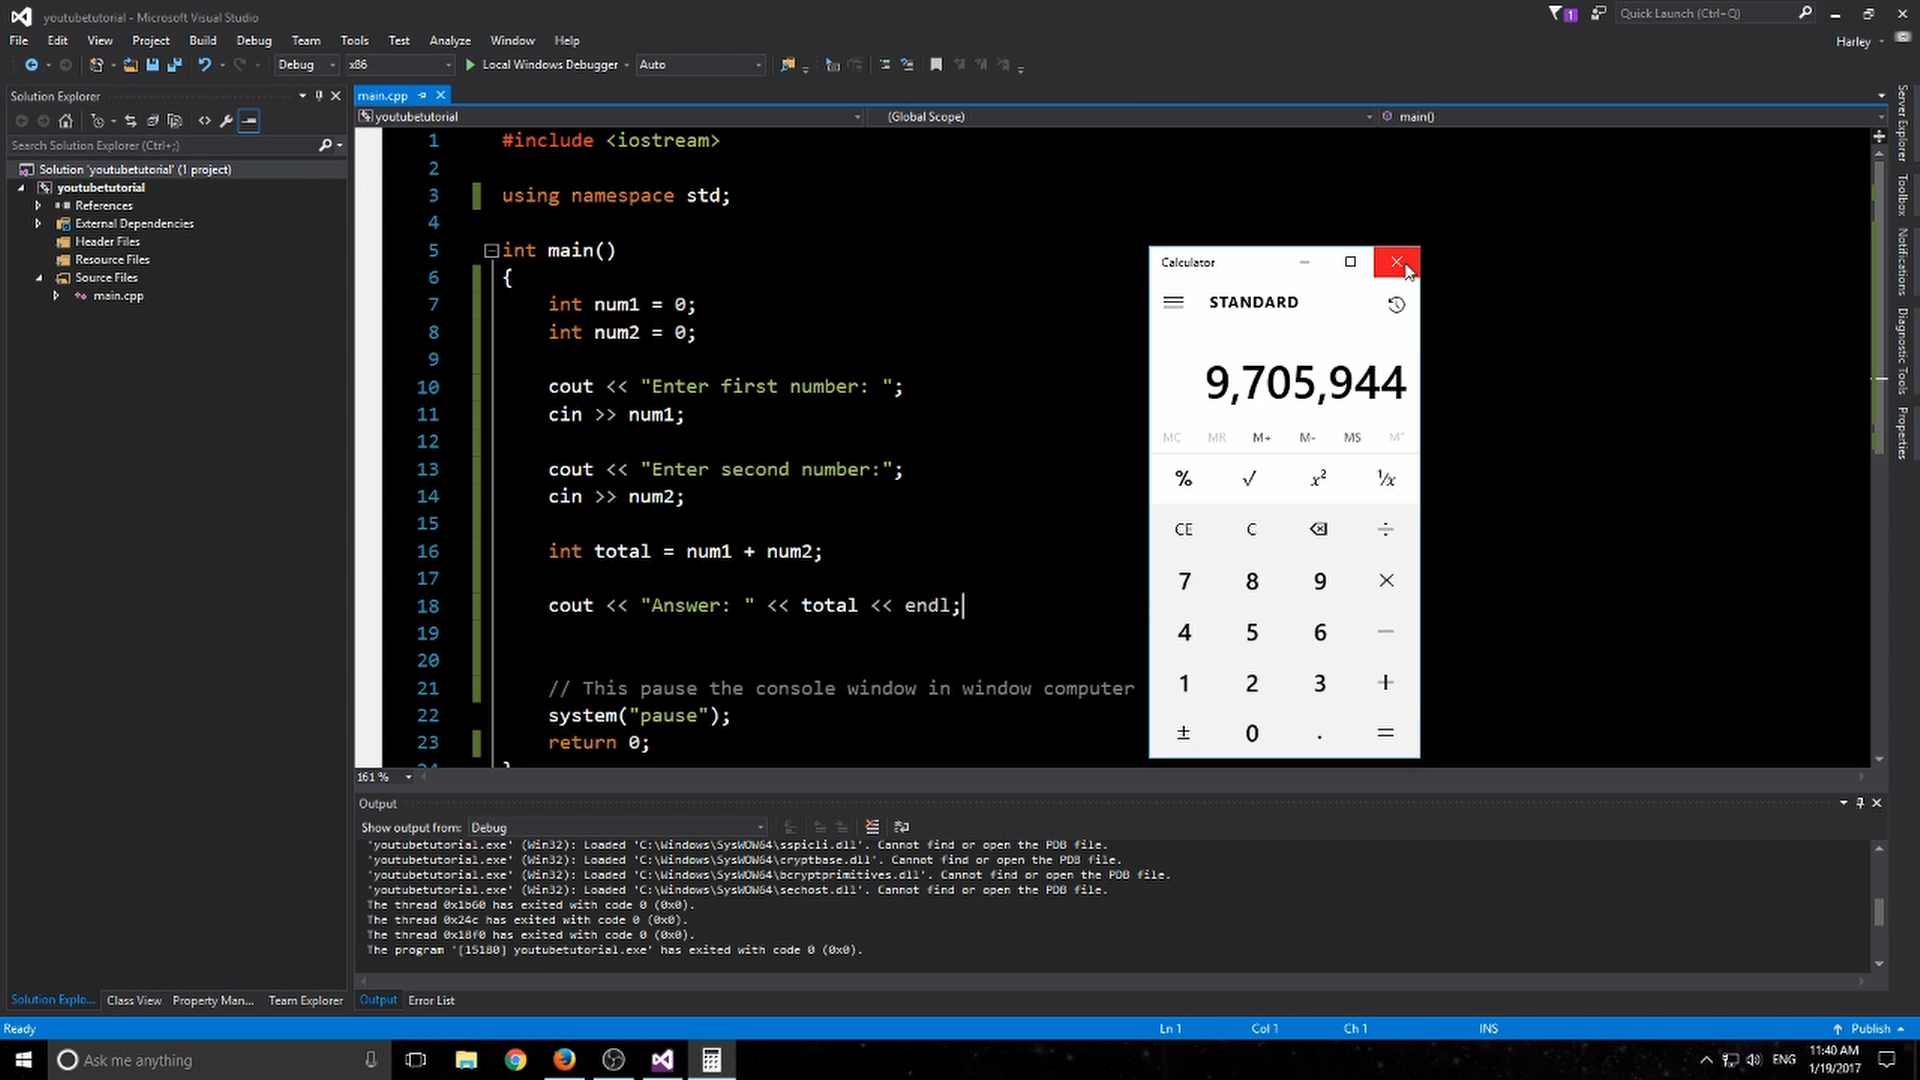 youtubetutorial - Microsoft Visual Studio
1
Quick Launch (Ctrl+Q)
File Edit View Project Build Debug Team Tools Test Analyze Window Help
Harley
Debug x86 Local Windows Debugger Auto
Solution Explorer
Search Solution Explorer (Ctrl+;)
Solution 'youtubetutorial' (1 project)
youtubetutorial
References
External Dependencies
Header Files
Resource Files
Source Files
main.cpp
main.cpp
youtubetutorial (Global Scope) main()
1 #include <iostream>
2
3 using namespace std;
4
5 int main()
6 {
7 int num1 = 0;
8 int num2 = 0;
9
10 cout << "Enter first number: ";
11 cin >> num1;
12
13 cout << "Enter second number:";
14 cin >> num2;
15
16 int total = num1 + num2;
17
18 cout << "Answer: " << total << endl;
19
20
21 // This pause the console window in window computer
22 system("pause");
23 return 0;
24 }
161 %
Calculator
STANDARD
9,705,944
MC MR M+ M- MS M˅
% √ x² ¹/x
CE C ÷
7 8 9 ×
4 5 6 −
1 2 3 +
± 0 . =
Server Explorer
Toolbox
Notifications
Diagnostic Tools
Properties
Output
Show output from: Debug
'youtubetutorial.exe' (Win32): Loaded 'C:\Windows\SysWOW64\sspicli.dll'. Cannot find or open the PDB file.
'youtubetutorial.exe' (Win32): Loaded 'C:\Windows\SysWOW64\cryptbase.dll'. Cannot find or open the PDB file.
'youtubetutorial.exe' (Win32): Loaded 'C:\Windows\SysWOW64\bcryptprimitives.dll'. Cannot find or open the PDB file.
'youtubetutorial.exe' (Win32): Loaded 'C:\Windows\SysWOW64\sechost.dll'. Cannot find or open the PDB file.
The thread 0x1b60 has exited with code 0 (0x0).
The thread 0x24c has exited with code 0 (0x0).
The thread 0x18f0 has exited with code 0 (0x0).
The program '[15180] youtubetutorial.exe' has exited with code 0 (0x0).
Solution Explo... Class View Property Man... Team Explorer
Output Error List
Ready Ln 1 Col 1 Ch 1 INS Publish
Ask me anything
ENG
11:40 AM
1/19/2017